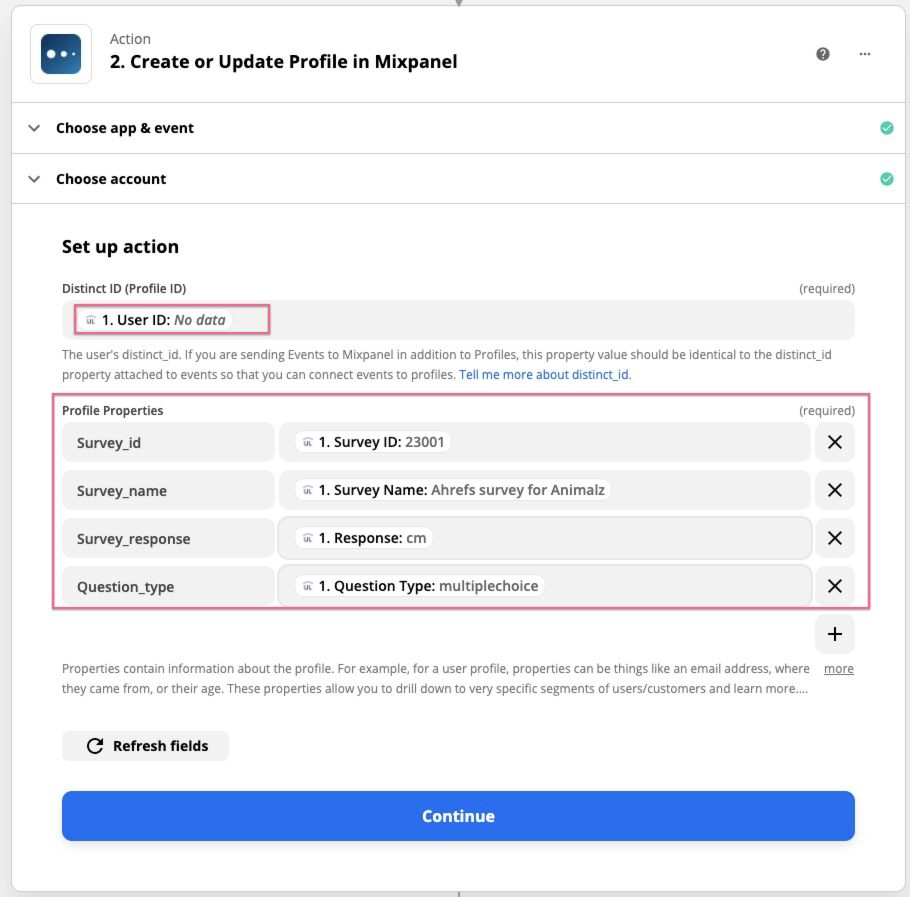 Action
2. Create or Update Profile in Mixpanel
Choose app & event
Choose account
Set up action
Distinct ID (Profile ID) (required)
UL 1. User ID: No data
The user's distinct_id. If you are sending Events to Mixpanel in addition to Profiles, this property value should be identical to the distinct_id
property attached to events so that you can connect events to profiles. Tell me more about distinct_id.
Profile Properties (required)
Survey_id UL 1. Survey ID: 23001
Survey_name UL 1. Survey Name: Ahrefs survey for Animalz
Survey_response UL 1. Response: cm
Question_type UL 1. Question Type: multiplechoice
Properties contain information about the profile. For example, for a user profile, properties can be things like an email address, where more
they came from, or their age. These properties allow you to drill down to very specific segments of users/customers and learn more....
Refresh fields
Continue